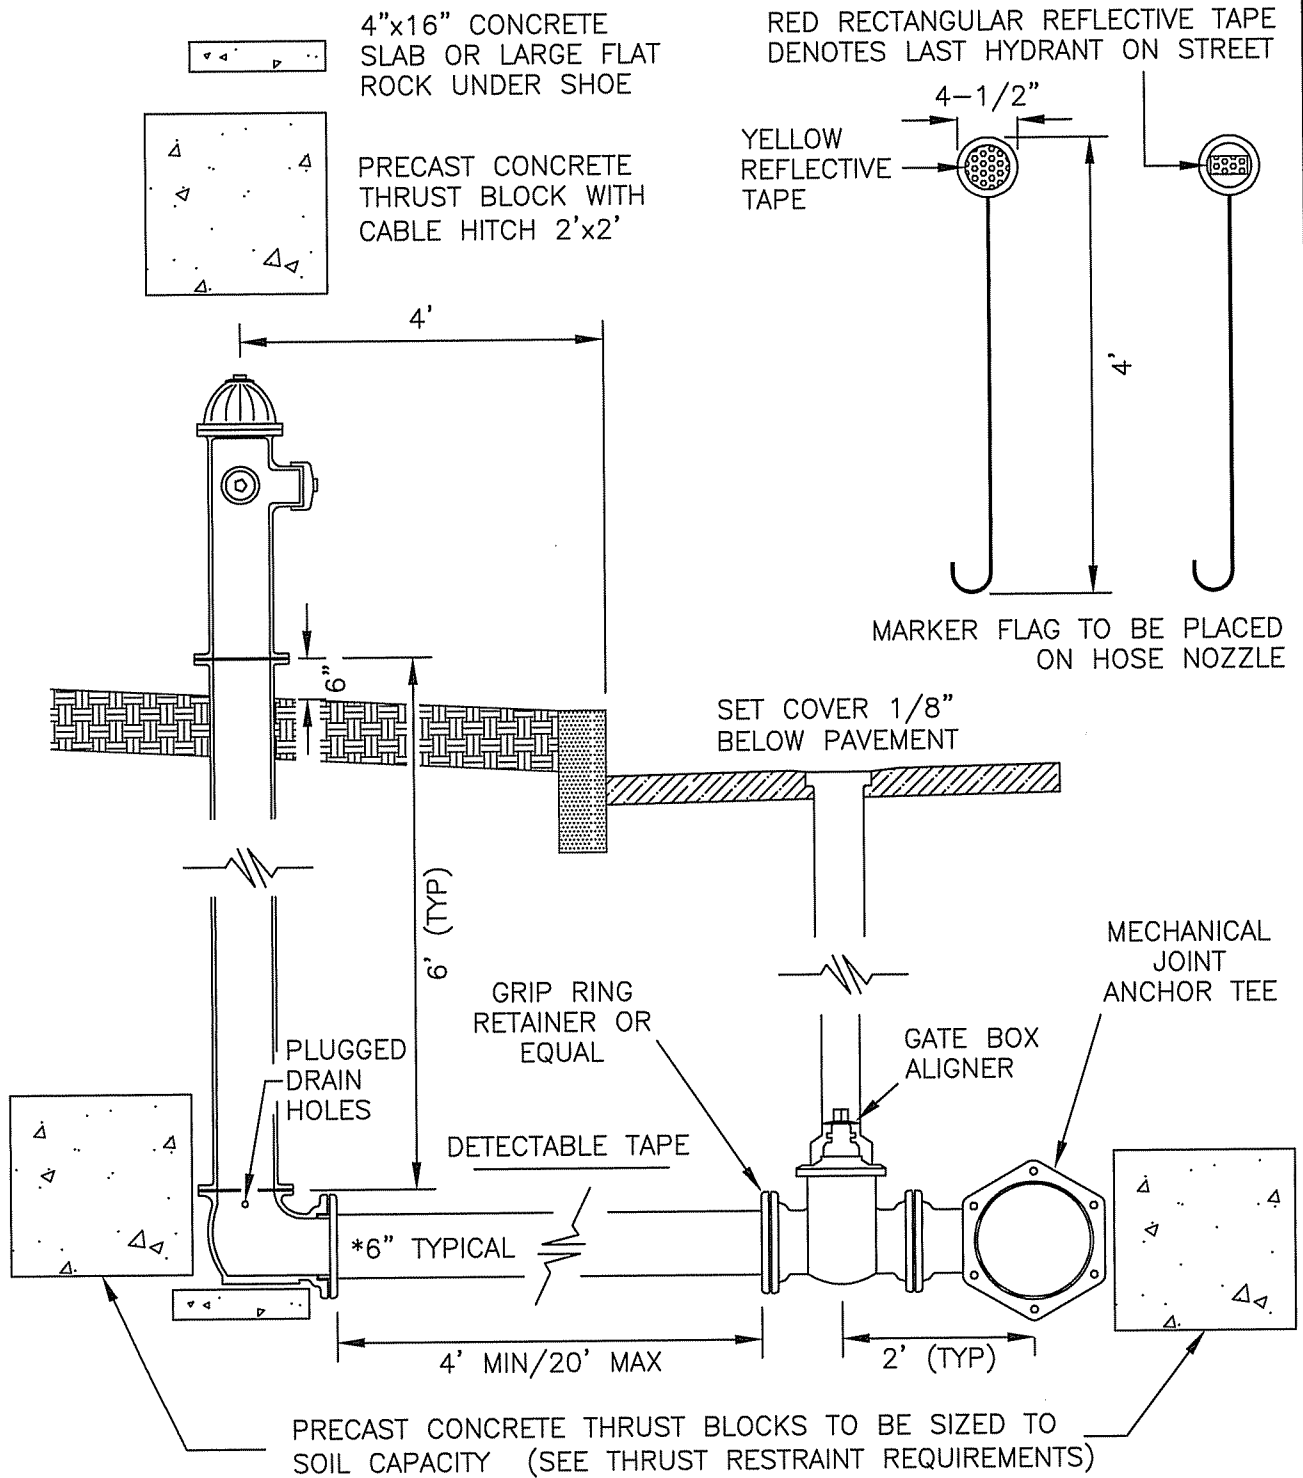 4"x16" CONCRETE
SLAB OR LARGE FLAT
ROCK UNDER SHOE
RED RECTANGULAR REFLECTIVE TAPE
DENOTES LAST HYDRANT ON STREET
4-1/2"
YELLOW
REFLECTIVE
TAPE
PRECAST CONCRETE
THRUST BLOCK WITH
CABLE HITCH 2'x2'
4'
4'
MARKER FLAG TO BE PLACED
ON HOSE NOZZLE
6"
SET COVER 1/8"
BELOW PAVEMENT
6' (TYP)
MECHANICAL
JOINT
ANCHOR TEE
GRIP RING
RETAINER OR
EQUAL
GATE BOX
ALIGNER
PLUGGED
DRAIN
HOLES
DETECTABLE TAPE
*6" TYPICAL
4' MIN/20' MAX
2' (TYP)
PRECAST CONCRETE THRUST BLOCKS TO BE SIZED TO
SOIL CAPACITY (SEE THRUST RESTRAINT REQUIREMENTS)